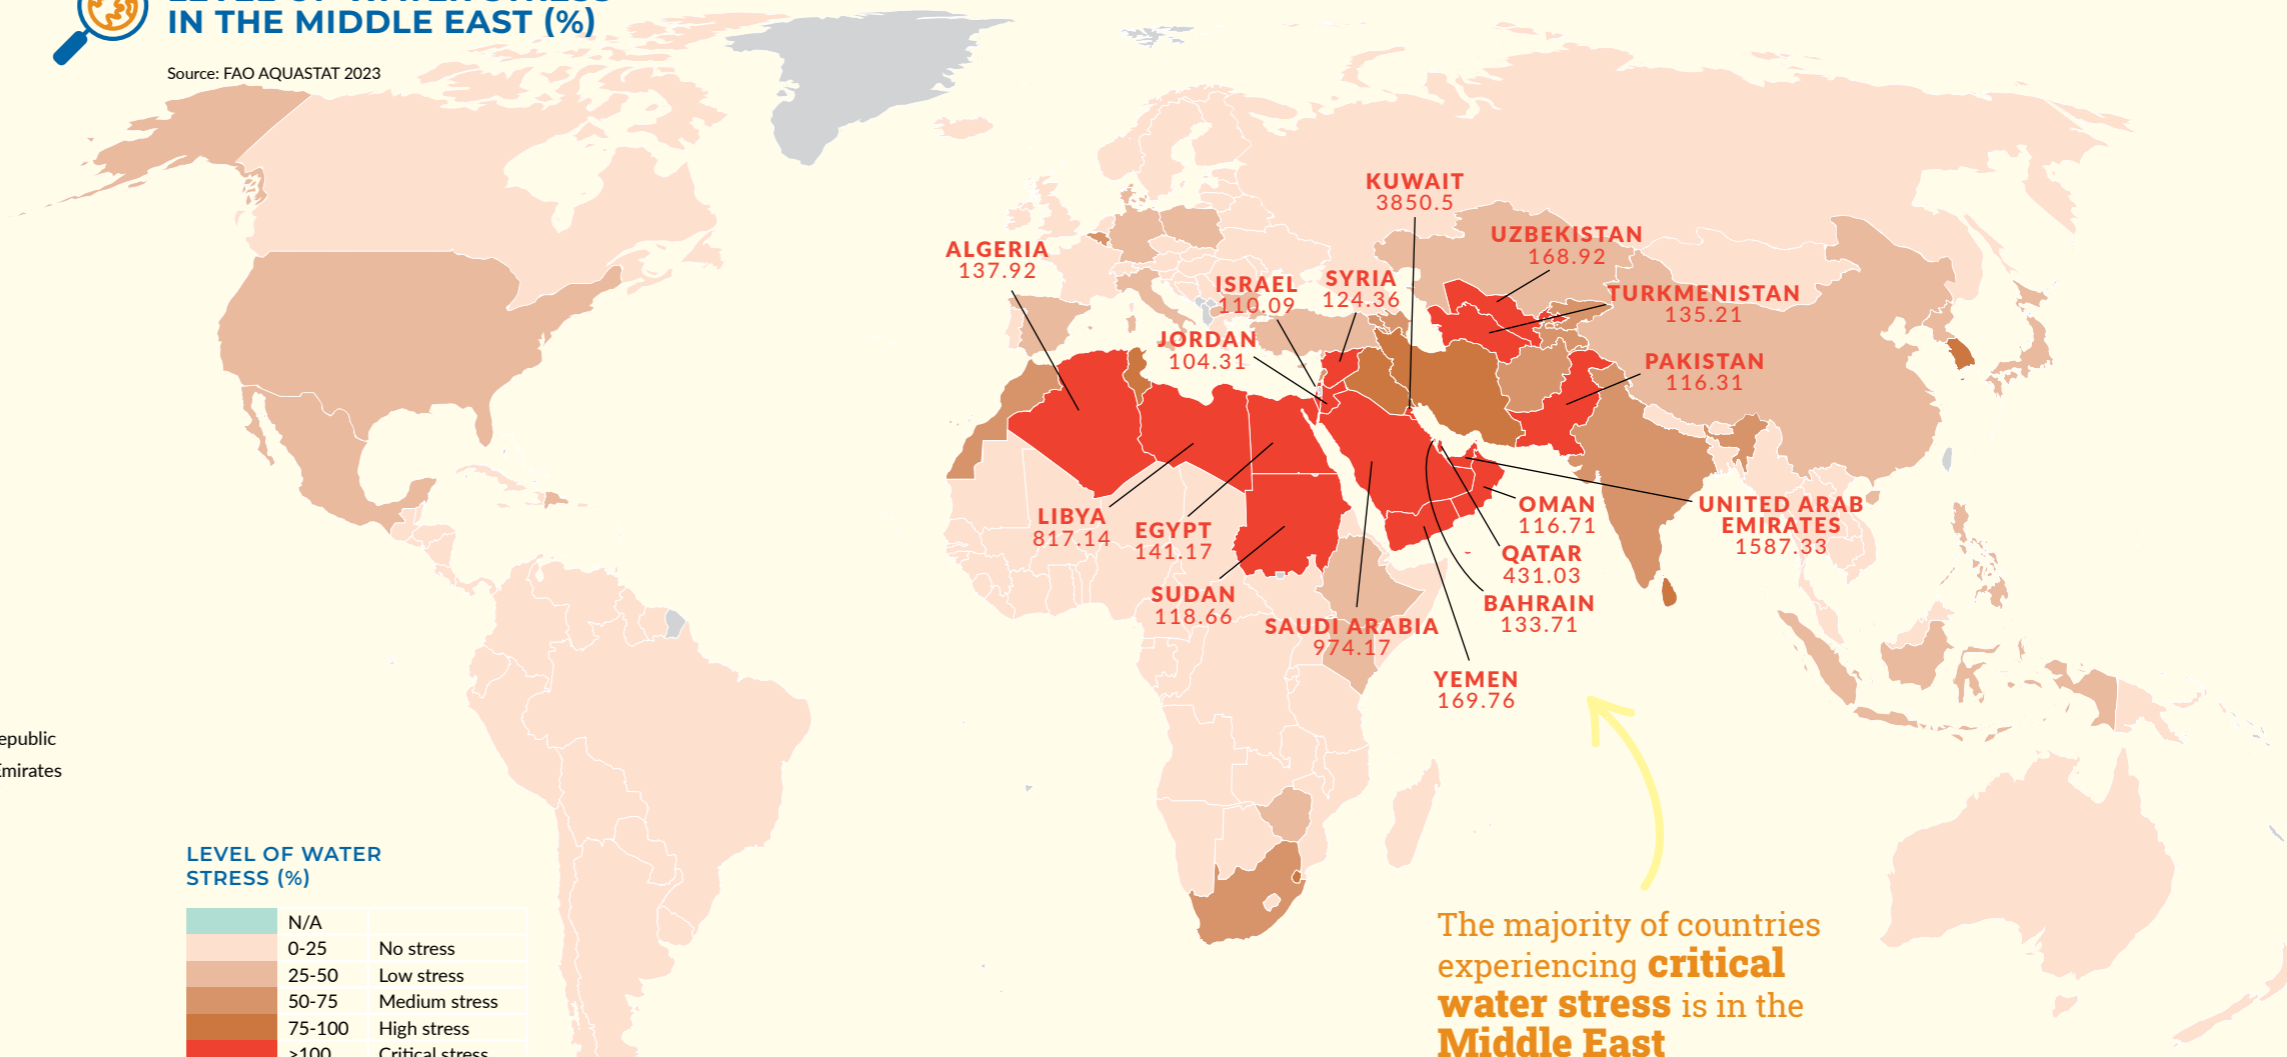 LEVEL OF WATER STRESS
IN THE MIDDLE EAST (%)
Source: FAO AQUASTAT 2023
KUWAIT
3850.5
UZBEKISTAN
168.92
ALGERIA
137.92
ISRAEL
110.09
SYRIA
124.36
TURKMENISTAN
135.21
JORDAN
104.31
PAKISTAN
116.31
LIBYA
817.14
EGYPT
141.17
OMAN
116.71
UNITED ARAB
EMIRATES
1587.33
QATAR
431.03
SUDAN
118.66
BAHRAIN
133.71
SAUDI ARABIA
974.17
YEMEN
169.76
epublic
Emirates
LEVEL OF WATER
STRESS (%)
N/A
0-25 No stress
25-50 Low stress
50-75 Medium stress
75-100 High stress
>100 Critical stress
The majority of countries
experiencing critical
water stress is in the
Middle East